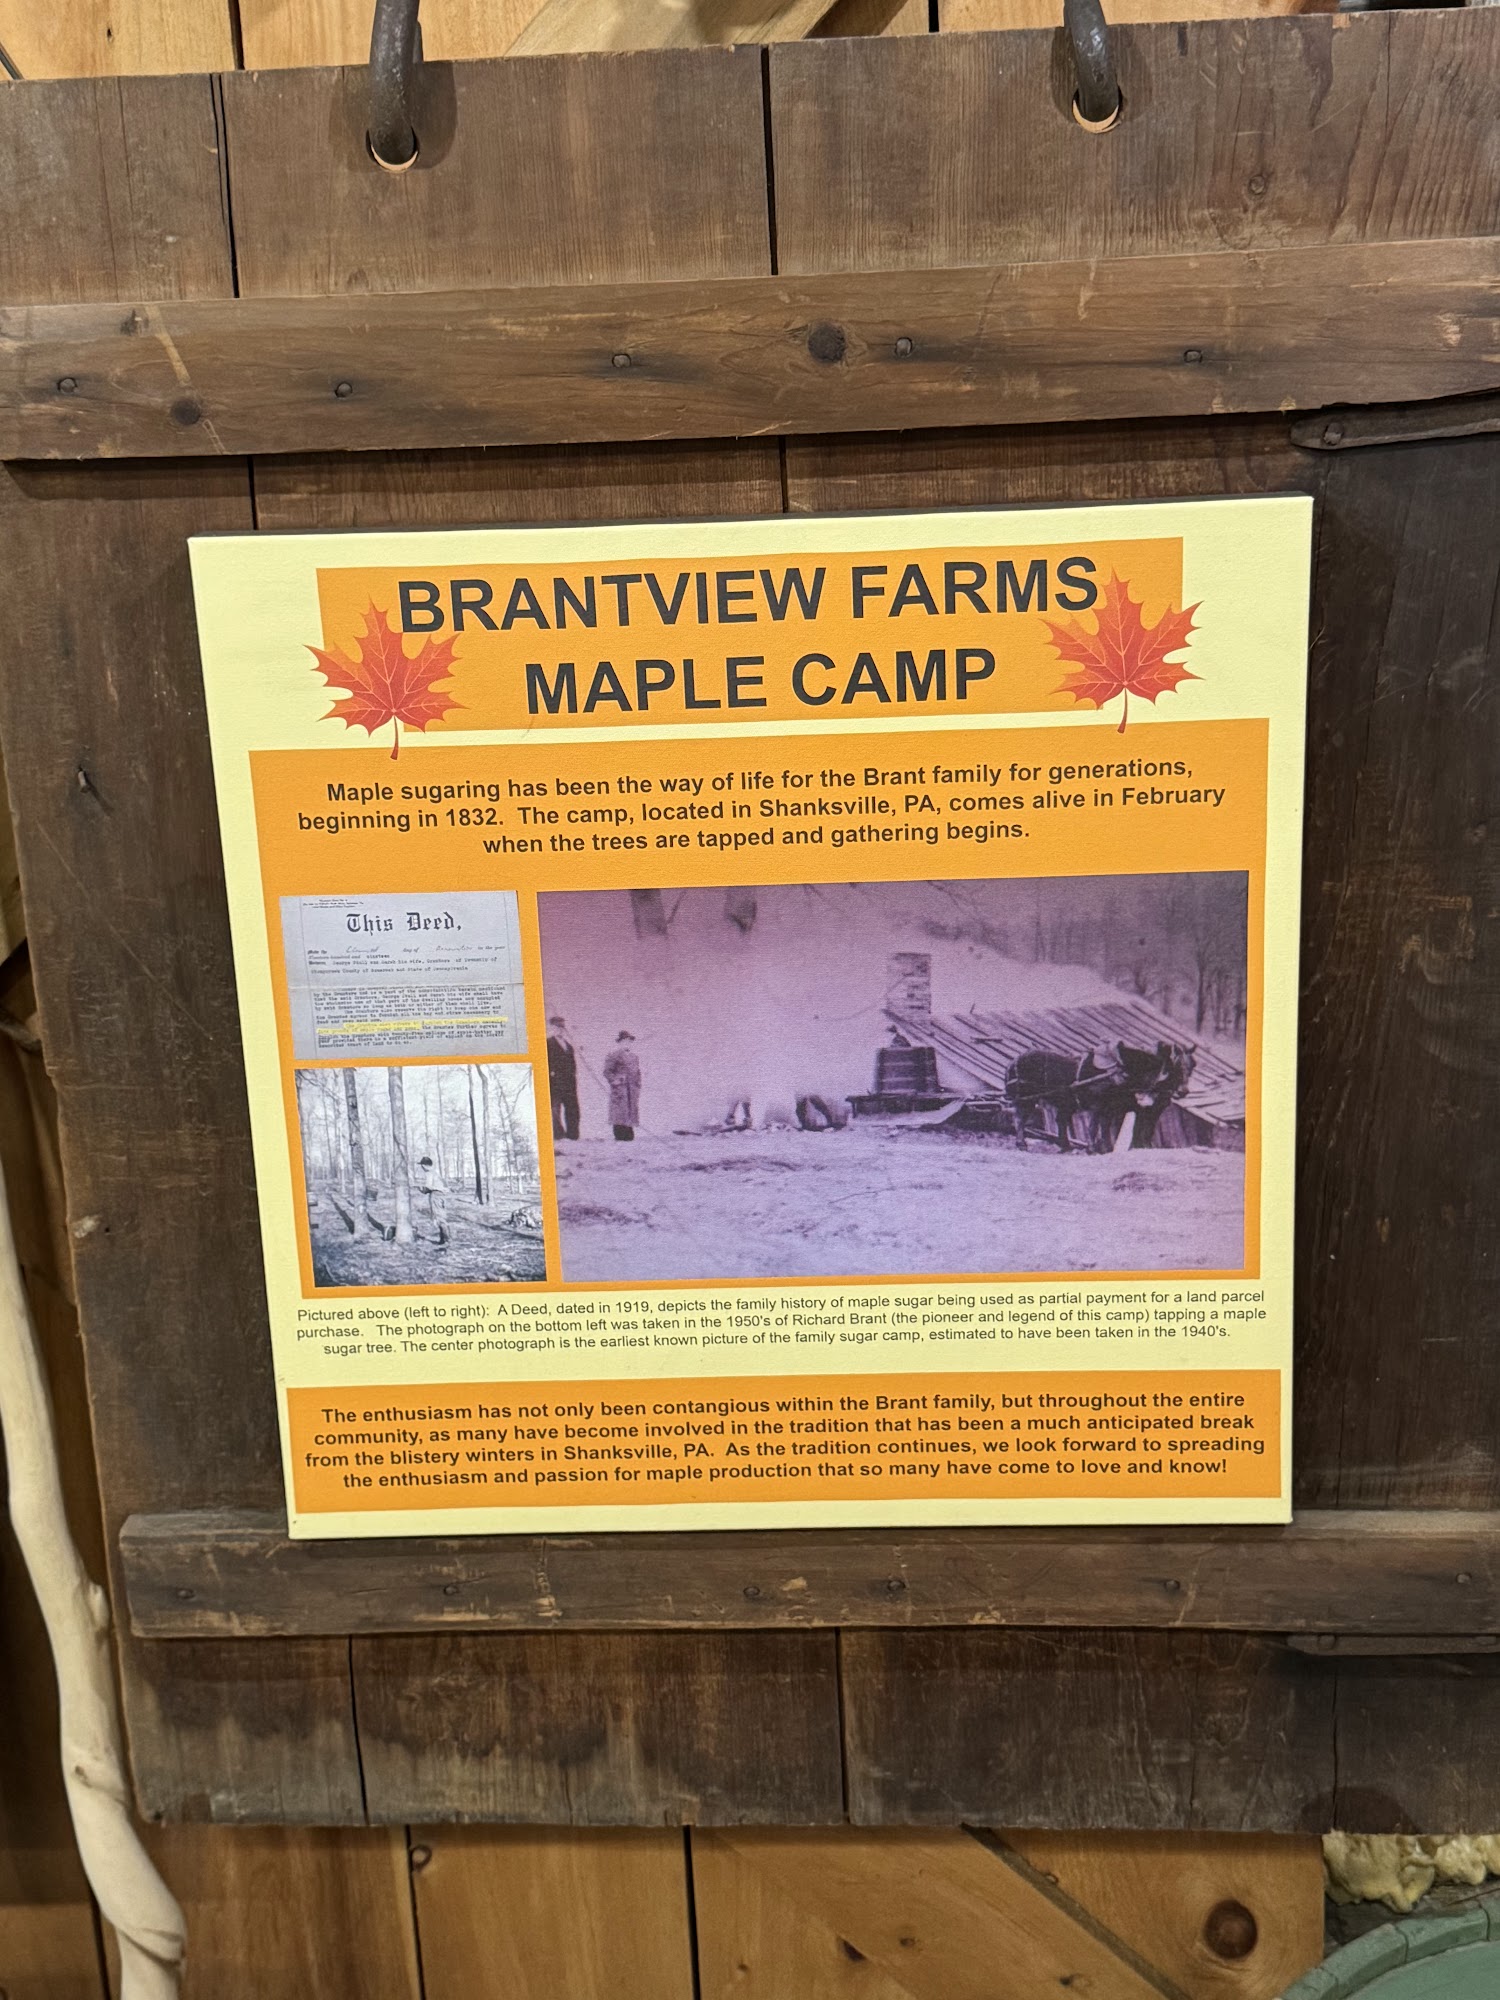 BRANTVIEW FARMS
MAPLE CAMP
Maple sugaring has been the way of life for the Brant family for generations,
beginning in 1832. The camp, located in Shanksville, PA, comes alive in February
when the trees are tapped and gathering begins.
This Deed,
Pictured above (left to right): A Deed, dated in 1919, depicts the family history of maple sugar being used as partial payment for a land parcel
purchase. The photograph on the bottom left was taken in the 1950's of Richard Brant (the pioneer and legend of this camp) tapping a maple
sugar tree. The center photograph is the earliest known picture of the family sugar camp, estimated to have been taken in the 1940's.
The enthusiasm has not only been contangious within the Brant family, but throughout the entire
community, as many have become involved in the tradition that has been a much anticipated break
from the blistery winters in Shanksville, PA. As the tradition continues, we look forward to spreading
the enthusiasm and passion for maple production that so many have come to love and know!